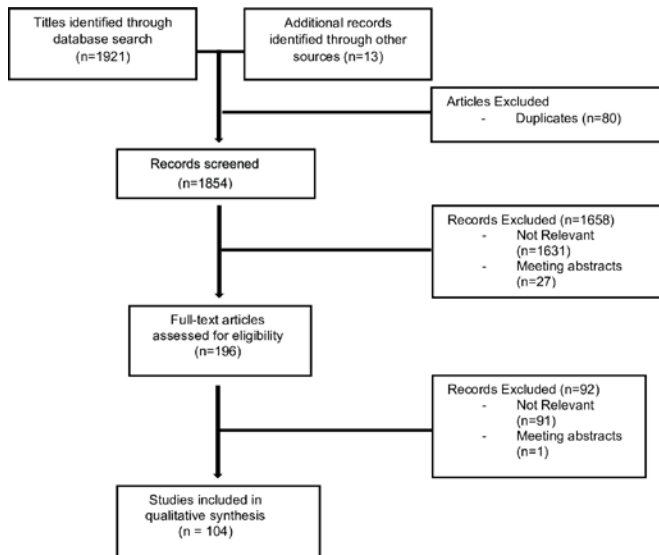 Titles identified through
database search
(n=1921)
Additional records
identified through other
sources (n=13)
Articles Excluded
- Duplicates (n=80)
Records screened
(n=1854)
Records Excluded (n=1658)
- Not Relevant
(n=1631)
- Meeting abstracts
(n=27)
Full-text articles
assessed for eligibility
(n=196)
Records Excluded (n=92)
- Not Relevant
(n=91)
- Meeting abstracts
(n=1)
Studies included in
qualitative synthesis
(n = 104)